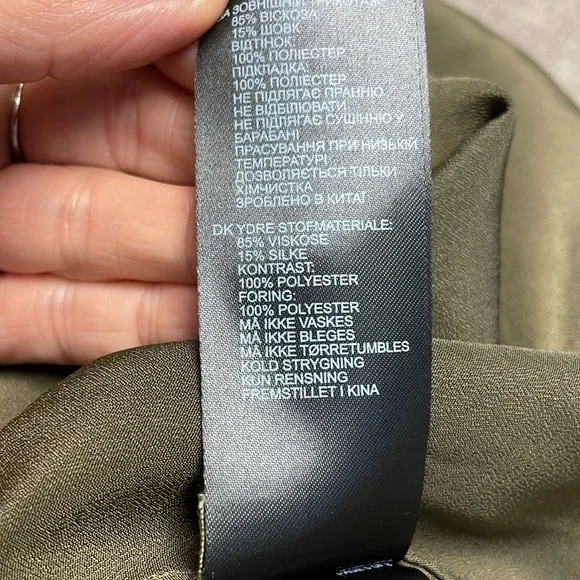 ЗОВНІШНІЙ ТРИКОТАЖ
85% ВІСКОЗА
15% ШОВК
ВІДТІНОК:
100% ПОЛІЕСТЕР
ПІДКЛАДКА:
100% ПОЛІЕСТЕР
НЕ ПІДЛЯГАЄ ПРАННЮ
НЕ ВІДБІЛЮВАТИ
НЕ ПІДЛЯГАЄ СУШІННЮ У
БАРАБАНІ
ПРАСУВАННЯ ПРИ НИЗЬКІЙ
ТЕМПЕРАТУРІ
ДОЗВОЛЯЄТЬСЯ ТІЛЬКИ
ХІМЧИСТКА
ЗРОБЛЕНО В КИТАЇ
DK YDRE STOFMATERIALE:
85% VISKOSE
15% SILKE
KONTRAST:
100% POLYESTER
FORING:
100% POLYESTER
MÅ IKKE VASKES
MÅ IKKE BLEGES
MÅ IKKE TØRRETUMBLES
KOLD STRYGNING
KUN RENSNING
FREMSTILLET I KINA